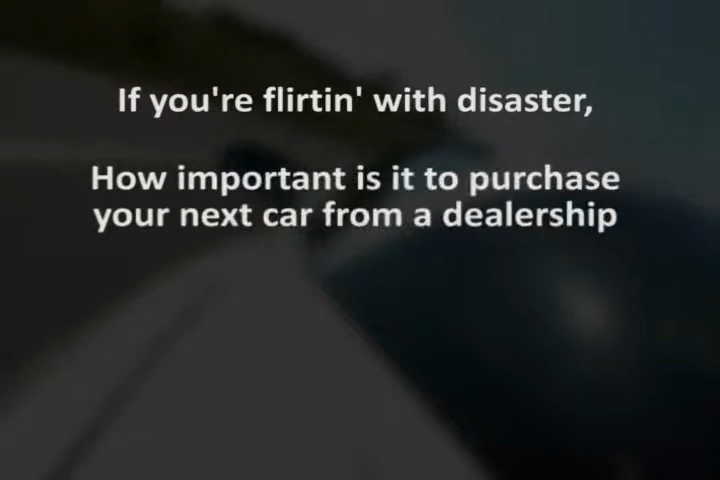 If you're flirtin' with disaster,
How important is it to purchase
your next car from a dealership